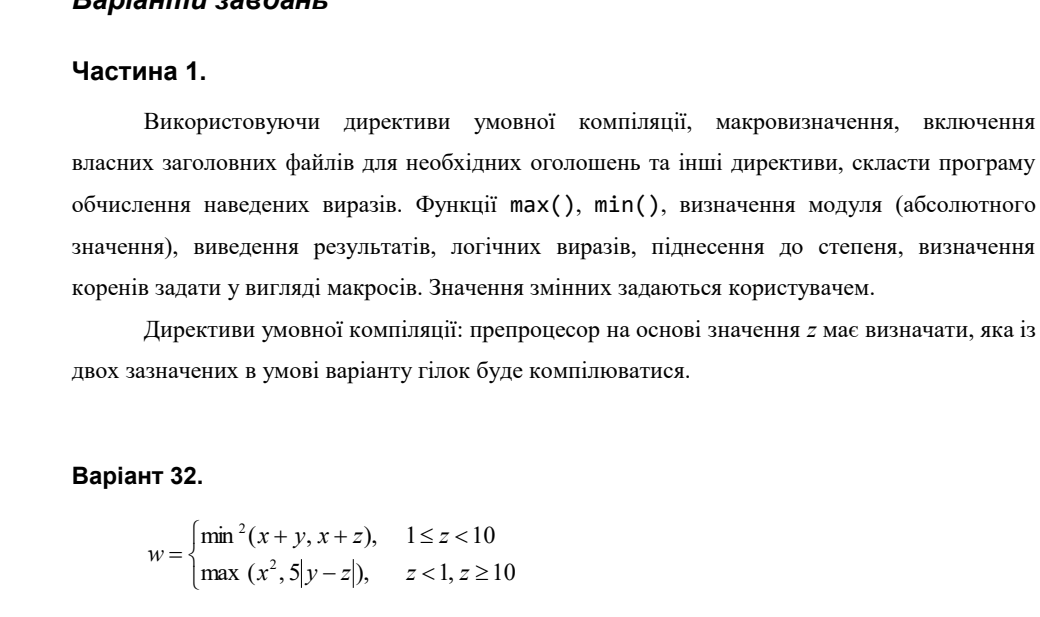 Варіанти завдань
Частина 1.
Використовуючи директиви умовної компіляції, макровизначення, включення
власних заголовних файлів для необхідних оголошень та інші директиви, скласти програму
обчислення наведених виразів. Функції max(), min(), визначення модуля (абсолютного
значення), виведення результатів, логічних виразів, піднесення до степеня, визначення
коренів задати у вигляді макросів. Значення змінних задаються користувачем.
Директиви умовної компіляції: препроцесор на основі значення z має визначати, яка із
двох зазначених в умові варіанту гілок буде компілюватися.
Варіант 32.
w = { min²(x + y, x + z), 1 ≤ z < 10
max (x², 5|y − z|), z < 1, z ≥ 10